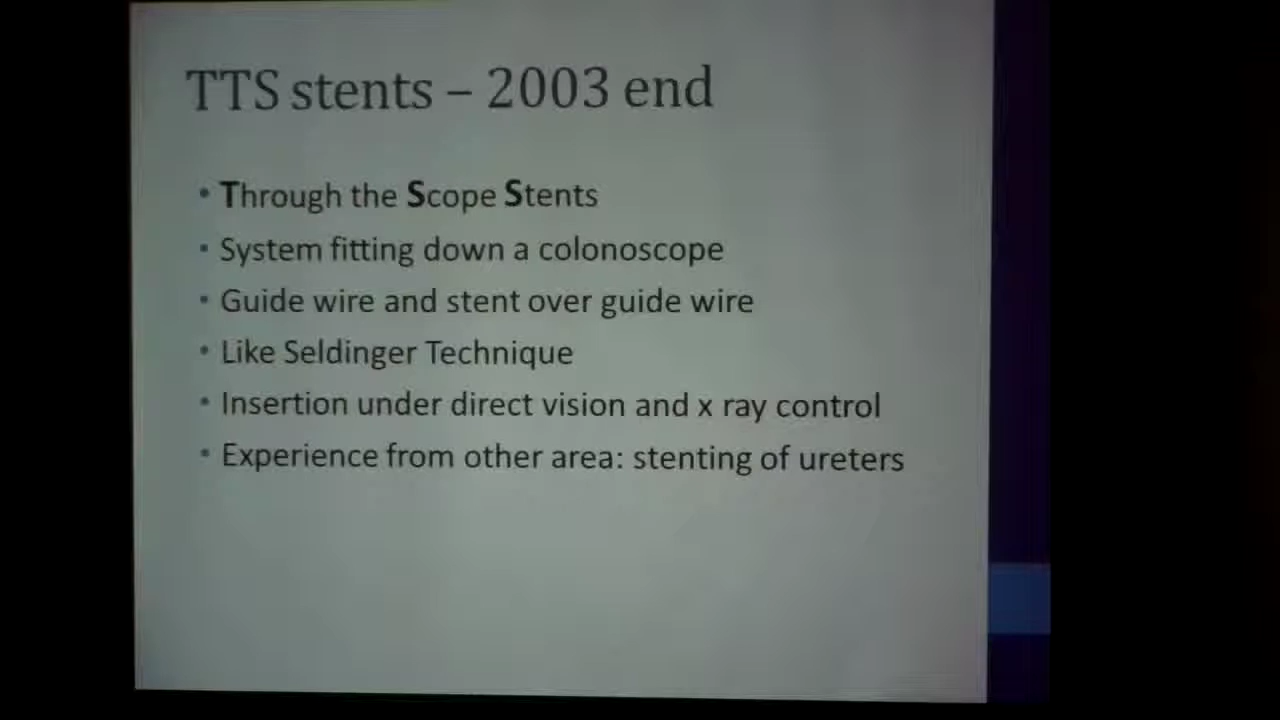 TTS stents – 2003 end
• Through the Scope Stents
• System fitting down a colonoscope
• Guide wire and stent over guide wire
• Like Seldinger Technique
• Insertion under direct vision and x ray control
• Experience from other area: stenting of ureters